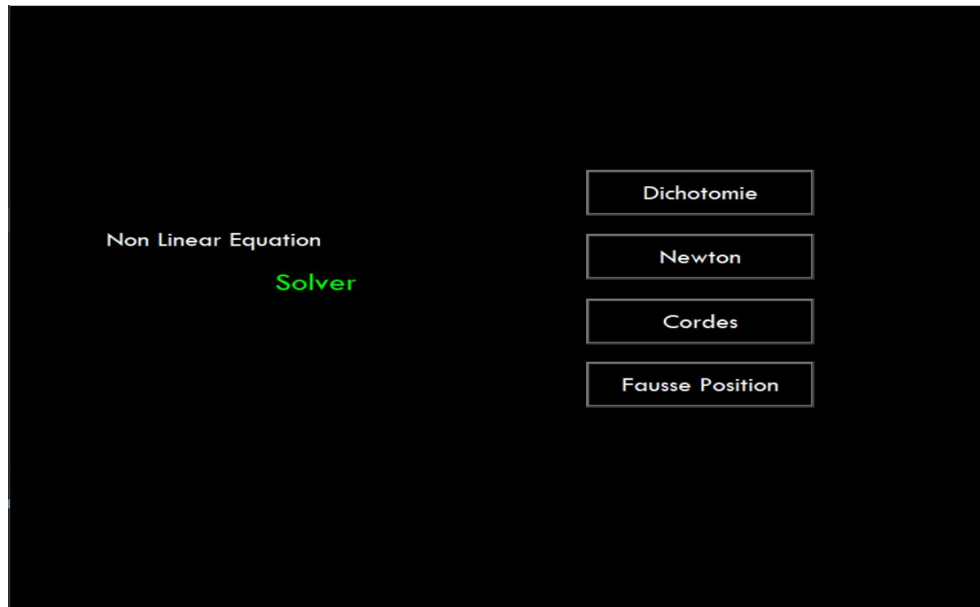 Non Linear Equation
Solver
Dichotomie
Newton
Cordes
Fausse Position